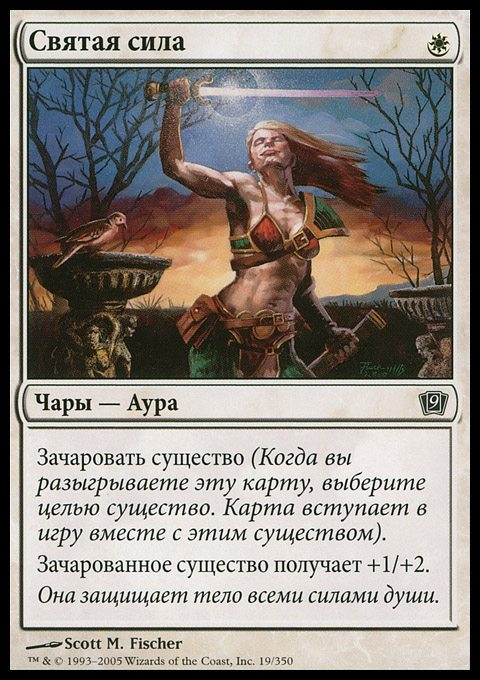 Святая сила
Чары — Аура
9
Зачаровать существо (Когда вы
разыгрываете эту карту, выберите
целью существо. Карта вступает в
игру вместе с этим существом).
Зачарованное существо получает +1/+2.
Она защищает тело всеми силами души.
Scott M. Fischer
™ & © 1993–2005 Wizards of the Coast, Inc. 19/350